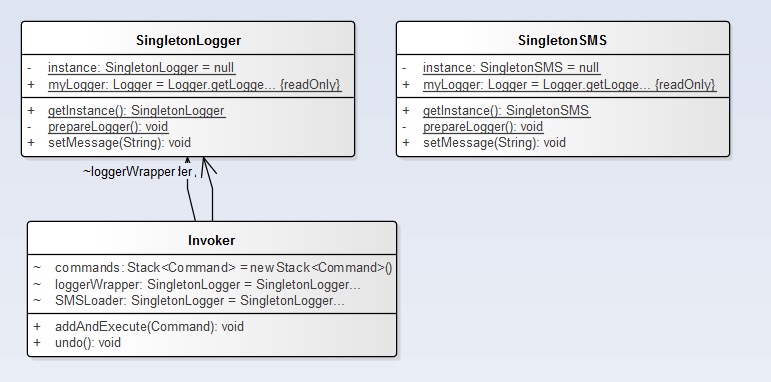 SingletonLogger
- instance: SingletonLogger = null
+ myLogger: Logger = Logger.getLogge... {readOnly}
+ getInstance(): SingletonLogger
- prepareLogger(): void
+ setMessage(String): void
SingletonSMS
- instance: SingletonSMS = null
+ myLogger: Logger = Logger.getLogge... {readOnly}
+ getInstance(): SingletonSMS
- prepareLogger(): void
+ setMessage(String): void
~loggerWrapper
Invoker
~ commands: Stack<Command> = new Stack<Command>()
~ loggerWrapper: SingletonLogger = SingletonLogger...
~ SMSLoader: SingletonLogger = SingletonLogger...
+ addAndExecute(Command): void
+ undo(): void